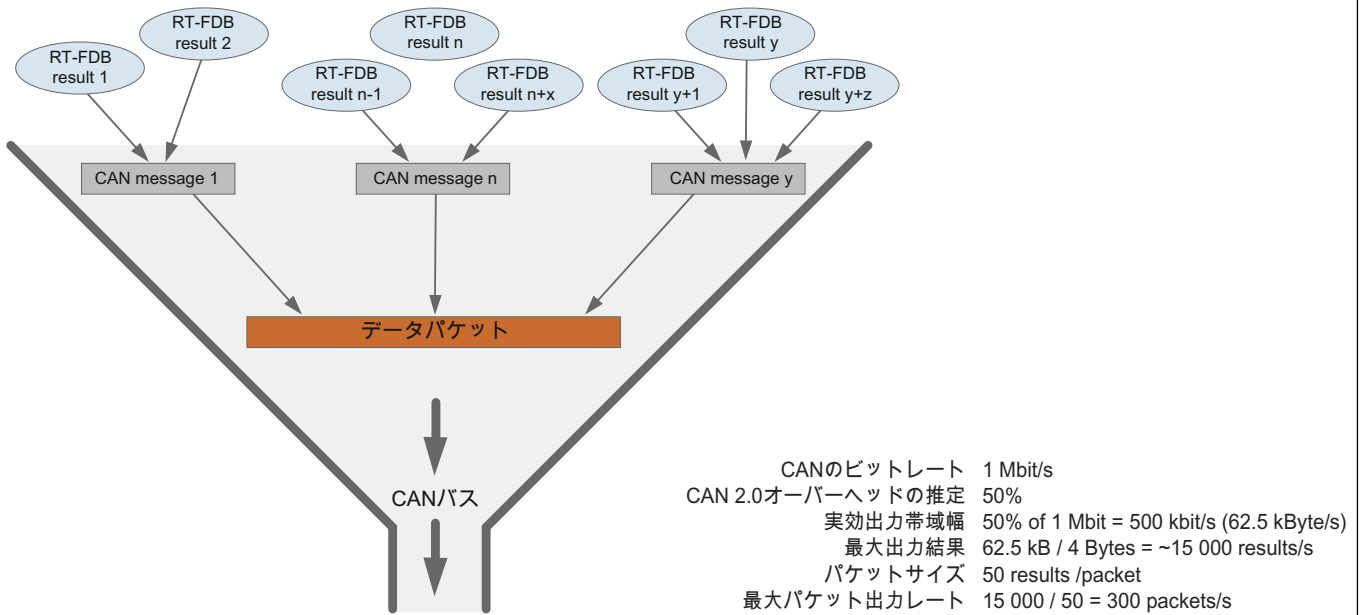 RT-FDB
result 1
RT-FDB
result 2
RT-FDB
result n
RT-FDB
result n-1
RT-FDB
result n+x
RT-FDB
result y
RT-FDB
result y+1
RT-FDB
result y+z
CAN message 1
CAN message n
CAN message y
データパケット
CANバス
CANのビットレート 1 Mbit/s
CAN 2.0オーバーヘッドの推定 50%
実効出力帯域幅 50% of 1 Mbit = 500 kbit/s (62.5 kByte/s)
最大出力結果 62.5 kB / 4 Bytes = ~15 000 results/s
パケットサイズ 50 results /packet
最大パケット出力レート 15 000 / 50 = 300 packets/s